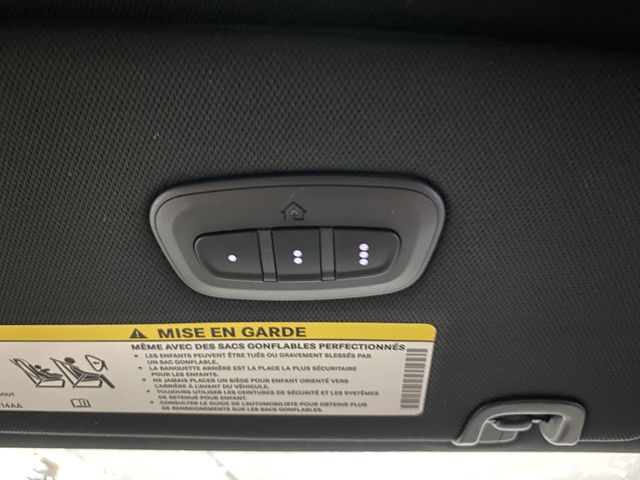 MISE EN GARDE
MÊME AVEC DES SACS GONFLABLES PERFECTIONNÉS
• LES ENFANTS PEUVENT ÊTRE TUÉS OU GRAVEMENT BLESSÉS PAR
UN SAC GONFLABLE.
• LA BANQUETTE ARRIÈRE EST LA PLACE LA PLUS SÉCURITAIRE
POUR LES ENFANTS.
• NE JAMAIS PLACER UN SIÈGE POUR ENFANT ORIENTÉ VERS
L'ARRIÈRE À L'AVANT DU VÉHICULE.
• TOUJOURS UTILISER LES CEINTURES DE SÉCURITÉ ET LES SYSTÈMES
DE RETENUE POUR ENFANT.
• CONSULTER LE GUIDE DE L'AUTOMOBILISTE POUR OBTENIR PLUS
DE RENSEIGNEMENTS SUR LES SACS GONFLABLES.
14AA